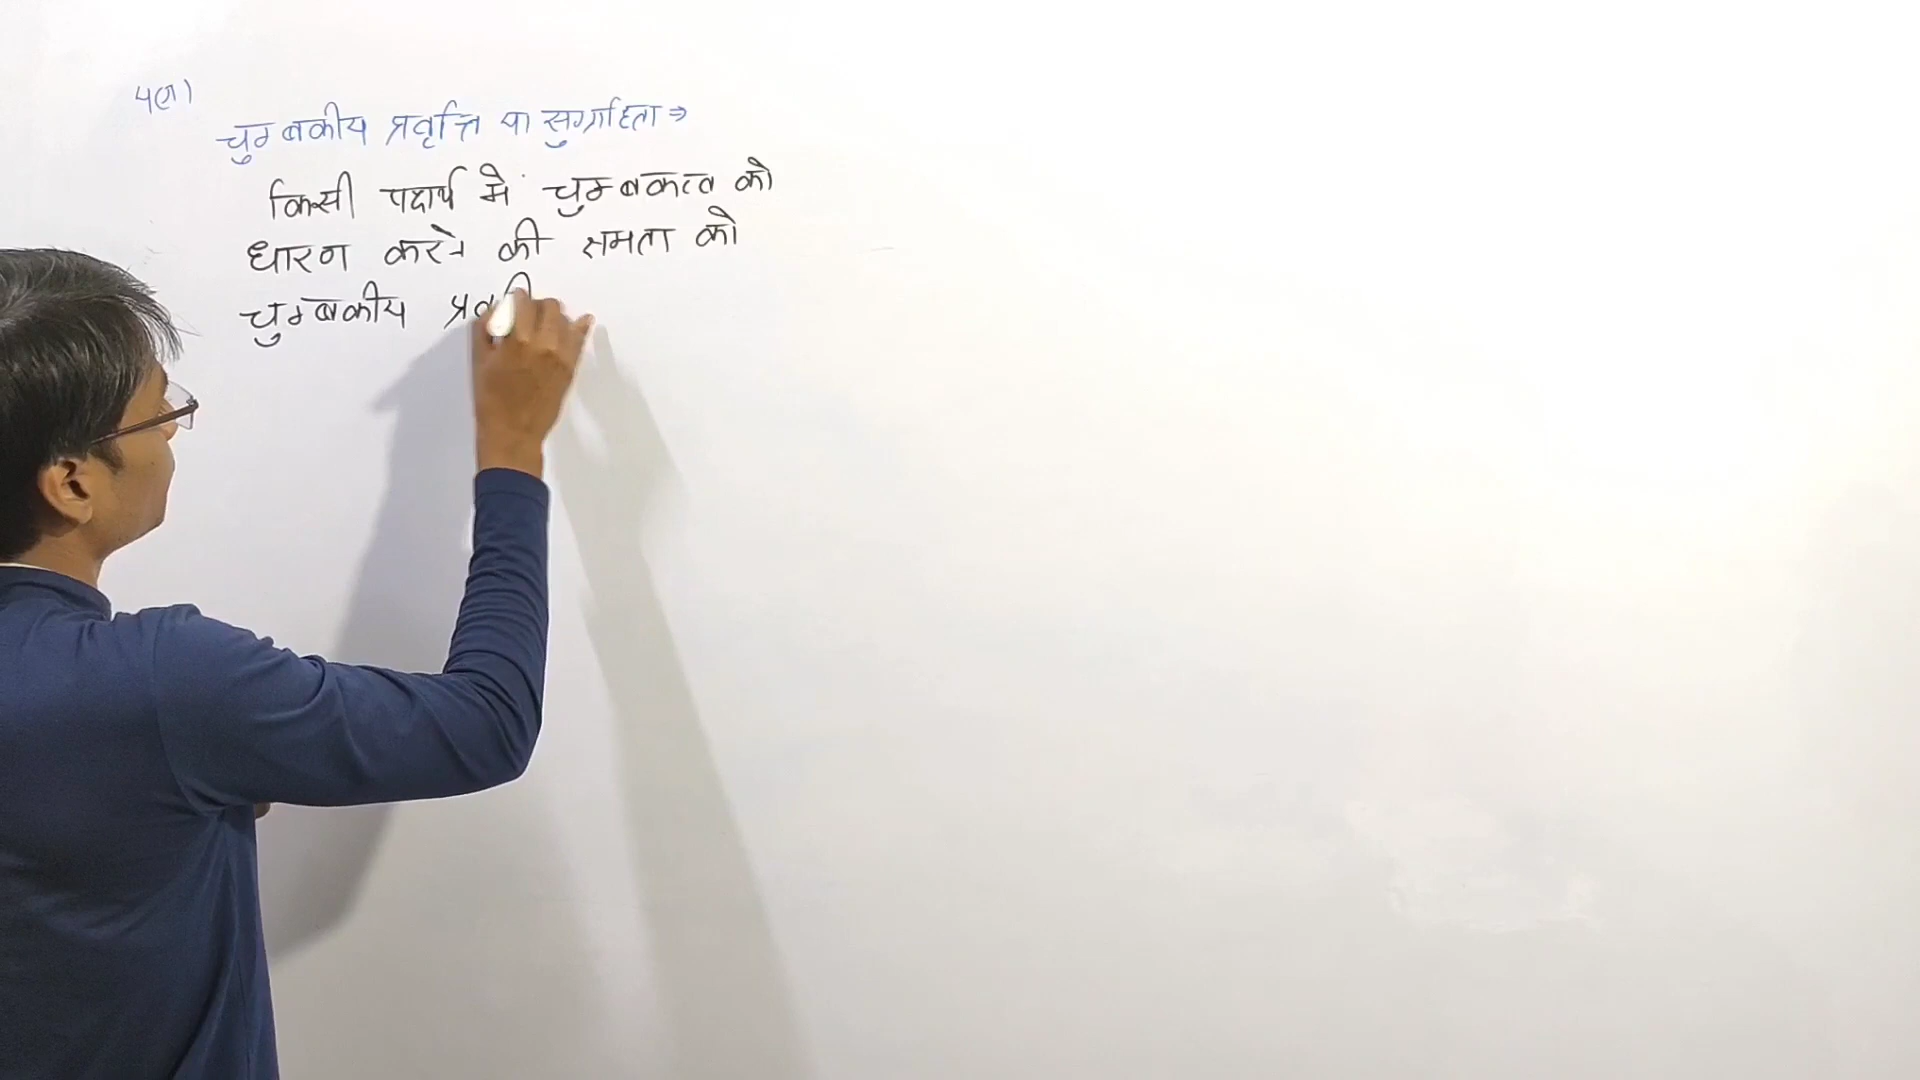 चुम्बकीय प्रवृत्ति या सुग्राहिता ⇒
किसी पदार्थ में चुम्बकत्व को
धारण करने की क्षमता को
चुम्बकीय